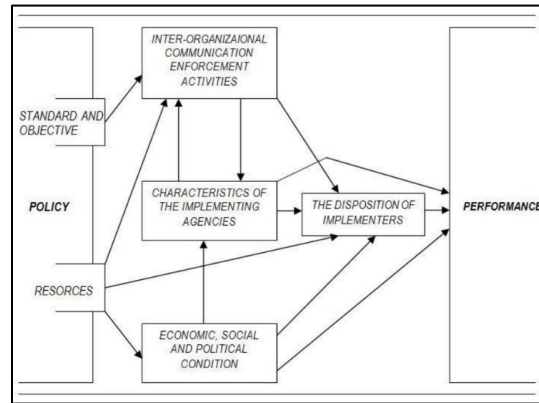 INTER-ORGANIZAIONAL
COMMUNICATION
ENFORCEMENT
ACTIVITIES
STANDARD AND
OBJECTIVE
POLICY
CHARACTERISTICS OF
THE IMPLEMENTING
AGENCIES
THE DISPOSITION OF
IMPLEMENTERS
PERFORMANCE
RESORCES
ECONOMIC, SOCIAL
AND POLITICAL
CONDITION